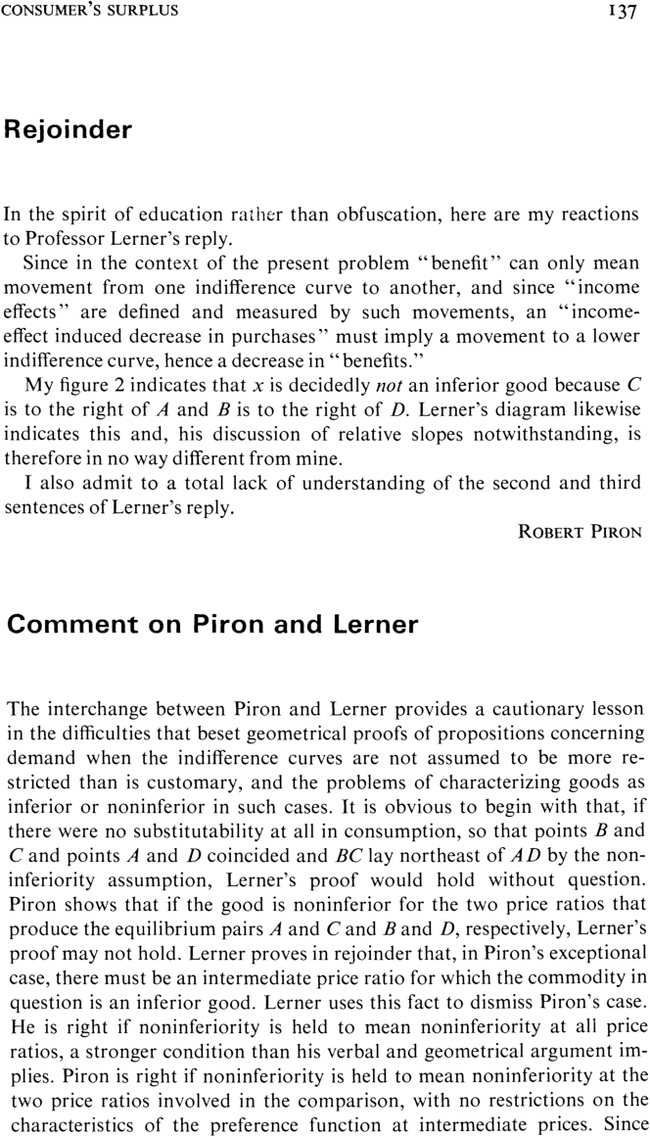 CONSUMER'S SURPLUS 137
Rejoinder
In the spirit of education rather than obfuscation, here are my reactions
to Professor Lerner's reply.
Since in the context of the present problem “benefit” can only mean
movement from one indifference curve to another, and since “income
effects” are defined and measured by such movements, an “income-
effect induced decrease in purchases” must imply a movement to a lower
indifference curve, hence a decrease in “benefits.”
My figure 2 indicates that x is decidedly not an inferior good because C
is to the right of A and B is to the right of D. Lerner's diagram likewise
indicates this and, his discussion of relative slopes notwithstanding, is
therefore in no way different from mine.
I also admit to a total lack of understanding of the second and third
sentences of Lerner's reply.
ROBERT PIRON
Comment on Piron and Lerner
The interchange between Piron and Lerner provides a cautionary lesson
in the difficulties that beset geometrical proofs of propositions concerning
demand when the indifference curves are not assumed to be more re-
stricted than is customary, and the problems of characterizing goods as
inferior or noninferior in such cases. It is obvious to begin with that, if
there were no substitutability at all in consumption, so that points B and
C and points A and D coincided and BC lay northeast of AD by the non-
inferiority assumption, Lerner's proof would hold without question.
Piron shows that if the good is noninferior for the two price ratios that
produce the equilibrium pairs A and C and B and D, respectively, Lerner's
proof may not hold. Lerner proves in rejoinder that, in Piron's exceptional
case, there must be an intermediate price ratio for which the commodity in
question is an inferior good. Lerner uses this fact to dismiss Piron's case.
He is right if noninferiority is held to mean noninferiority at all price
ratios, a stronger condition than his verbal and geometrical argument im-
plies. Piron is right if noninferiority is held to mean noninferiority at the
two price ratios involved in the comparison, with no restrictions on the
characteristics of the preference function at intermediate prices. Since